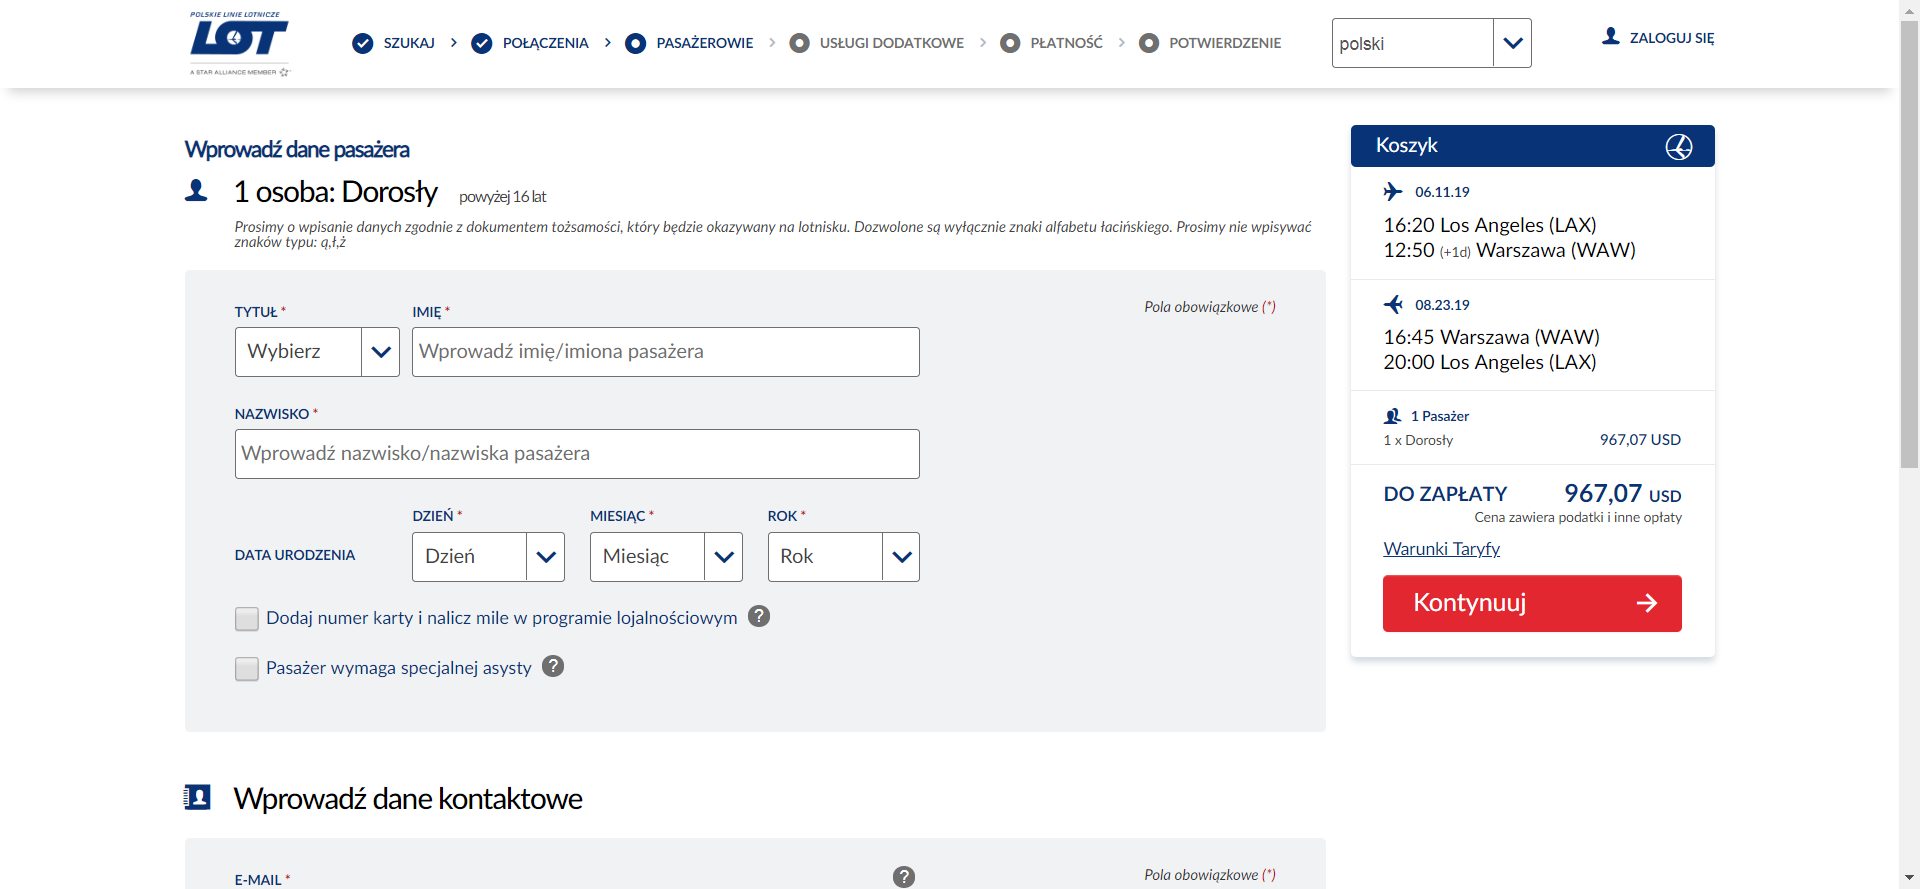 POLSKIE LINIE LOTNICZE
LOT
A STAR ALLIANCE MEMBER
SZUKAJ
POŁĄCZENIA
PASAŻEROWIE
USŁUGI DODATKOWE
PŁATNOŚĆ
POTWIERDZENIE
polski
ZALOGUJ SIĘ
Wprowadź dane pasażera
1 osoba: Dorosły powyżej 16 lat
Prosimy o wpisanie danych zgodnie z dokumentem tożsamości, który będzie okazywany na lotnisku. Dozwolone są wyłącznie znaki alfabetu łacińskiego. Prosimy nie wpisywać
znaków typu: ą,ł,ż
Pola obowiązkowe (*)
TYTUŁ * IMIĘ *
Wybierz Wprowadź imię/imiona pasażera
NAZWISKO *
Wprowadź nazwisko/nazwiska pasażera
DZIEŃ * MIESIĄC * ROK *
DATA URODZENIA Dzień Miesiąc Rok
Dodaj numer karty i nalicz mile w programie lojalnościowym ?
Pasażer wymaga specjalnej asysty ?
Wprowadź dane kontaktowe
E-MAIL * ? Pola obowiązkowe (*)
Koszyk
06.11.19
16:20 Los Angeles (LAX)
12:50 (+1d) Warszawa (WAW)
08.23.19
16:45 Warszawa (WAW)
20:00 Los Angeles (LAX)
1 Pasażer
1 x Dorosły 967,07 USD
DO ZAPŁATY 967,07 USD
Cena zawiera podatki i inne opłaty
Warunki Taryfy
Kontynuuj